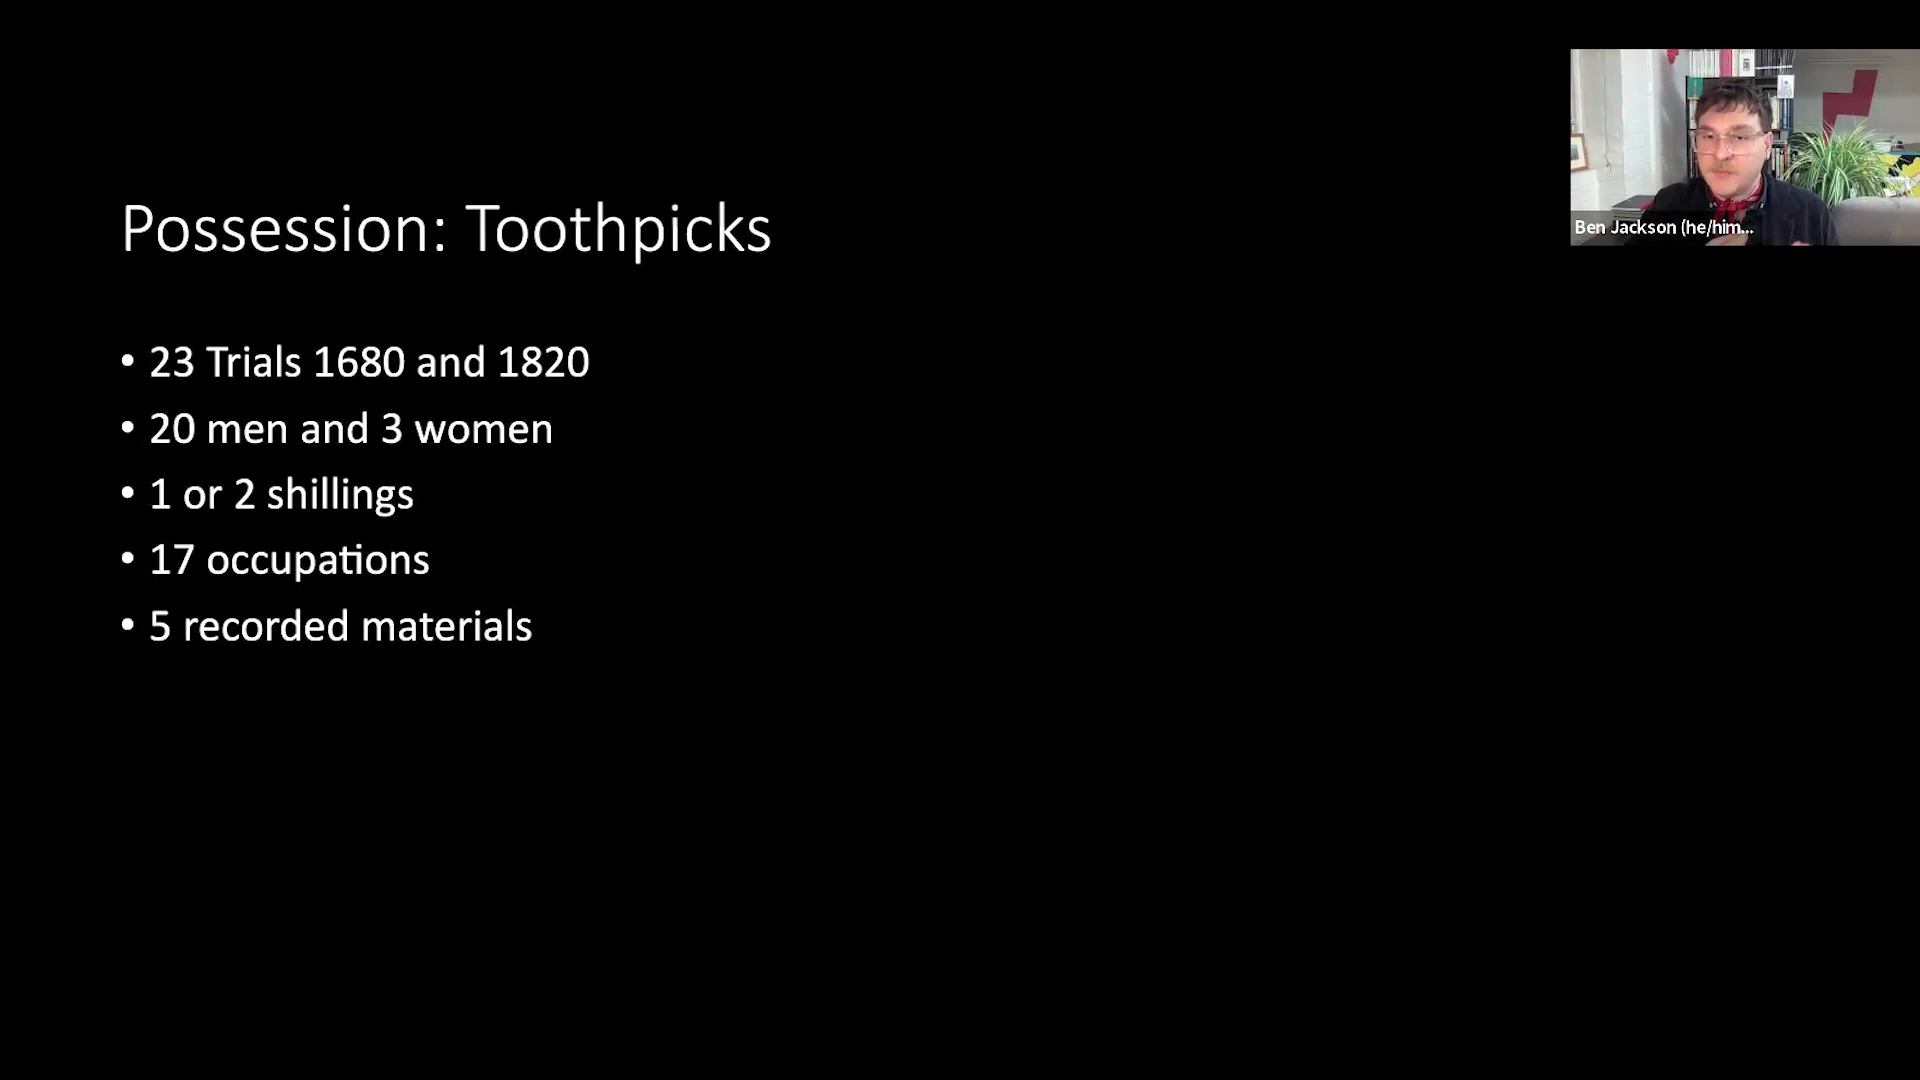 Possession: Toothpicks
• 23 Trials 1680 and 1820
• 20 men and 3 women
• 1 or 2 shillings
• 17 occupations
• 5 recorded materials
Ben Jackson (he/him...